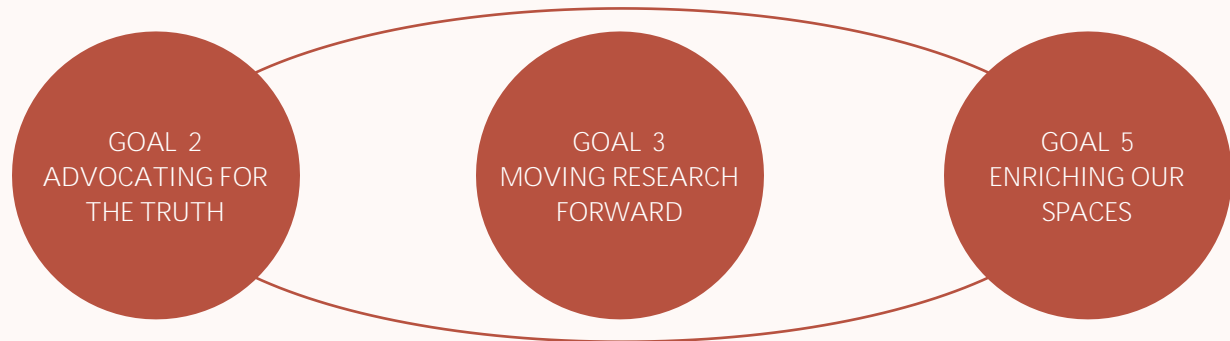 GOAL 2
ADVOCATING FOR
THE TRUTH
GOAL 3
MOVING RESEARCH
FORWARD
GOAL 5
ENRICHING OUR
SPACES